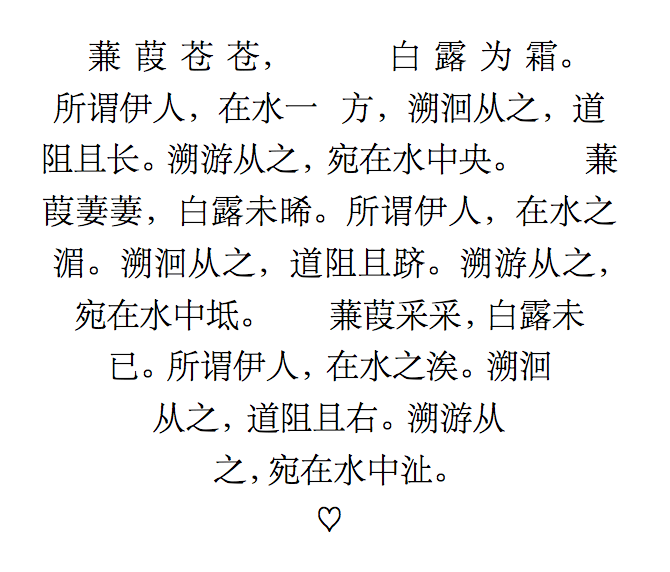 蒹葭苍苍， 白露为霜。
所谓伊人，在水一 方，溯洄从之，道
阻且长。溯游从之，宛在水中央。 蒹
葭萋萋，白露未晞。所谓伊人，在水之
湄。溯洄从之，道阻且跻。溯游从之，
宛在水中坻。 蒹葭采采，白露未
已。所谓伊人，在水之涘。溯洄
从之，道阻且右。溯游从
之，宛在水中沚。
♡